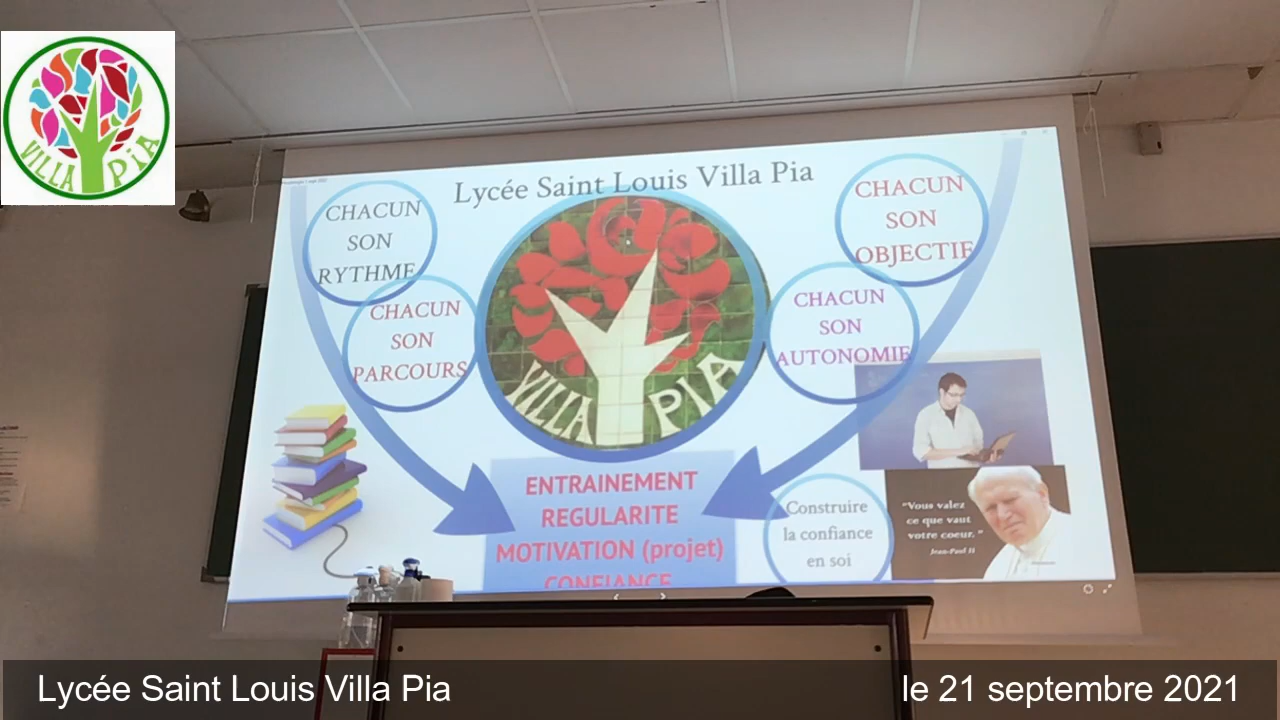 VILLA PIA
Lycée Saint Louis Villa Pia
CHACUN
SON
RYTHME
CHACUN
SON
PARCOURS
CHACUN
SON
OBJECTIF
CHACUN
SON
AUTONOMIE
VILLA PIA
ENTRAINEMENT
REGULARITE
MOTIVATION (projet)
CONFIANCE
Construire
la confiance
en soi
"Vous valez
ce que vaut
votre coeur."
Jean-Paul II
Lycée Saint Louis Villa Pia
le 21 septembre 2021